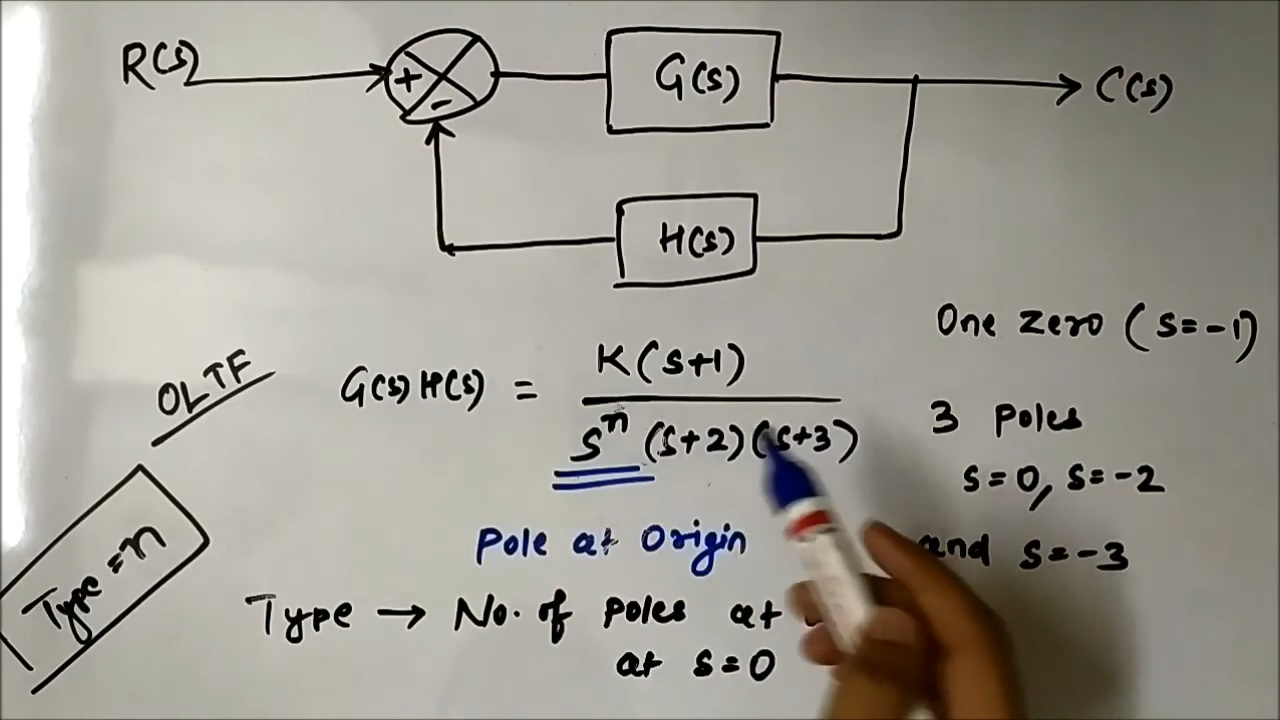 R(s)
+
-
G(s)
C(s)
H(s)
One zero (s=-1)
OLTF
G(s)H(s) = K(s+1)
s^n (s+2)(s+3)
3 Poles
s=0, s=-2
and s=-3
Pole at Origin
Type = n
Type → No. of Poles at
at s=0